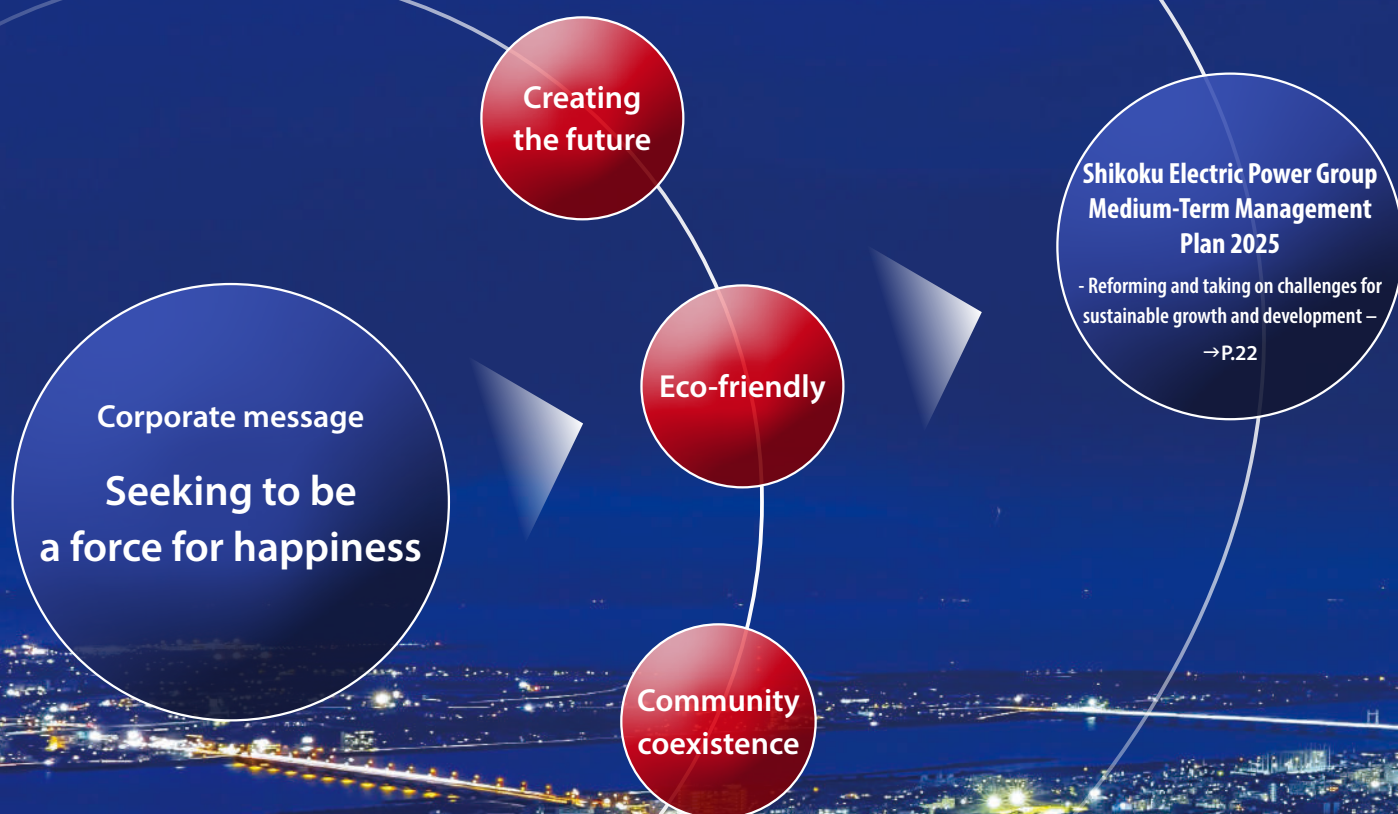 Corporate message
Seeking to be
a force for happiness
Creating
the future
Eco-friendly
Community
coexistence
Shikoku Electric Power Group
Medium-Term Management
Plan 2025
- Reforming and taking on challenges for
sustainable growth and development –
→P.22